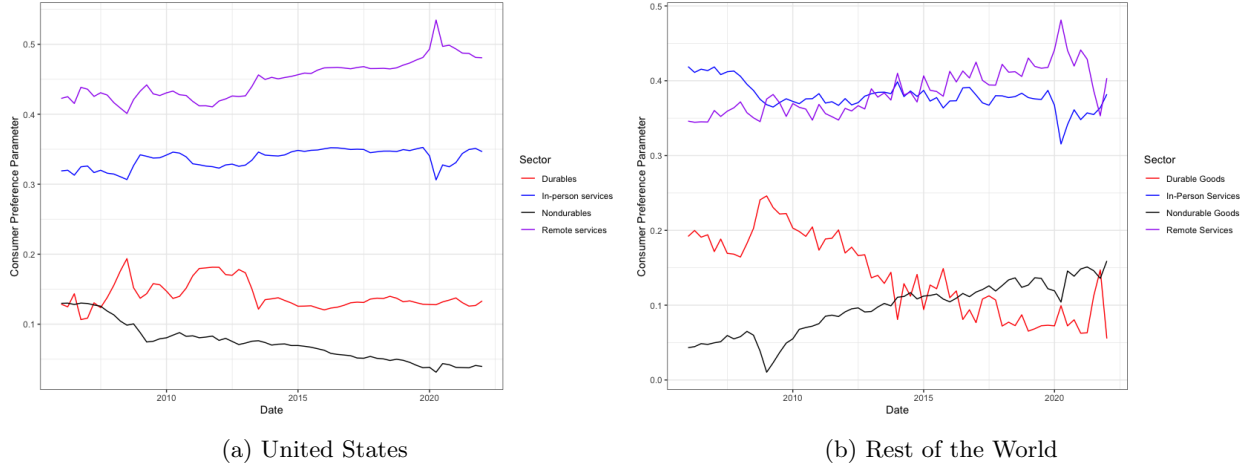 Consumer Preference Parameter
0.5
0.4
0.3
0.2
0.1
2010
2015
2020
Date
Sector
Durables
In-person services
Nondurables
Remote services
(a) United States
Consumer Preference Parameter
0.5
0.4
0.3
0.2
0.1
0.0
2010
2015
2020
Date
Sector
Durable Goods
In-Person Services
Nondurable Goods
Remote Services
(b) Rest of the World